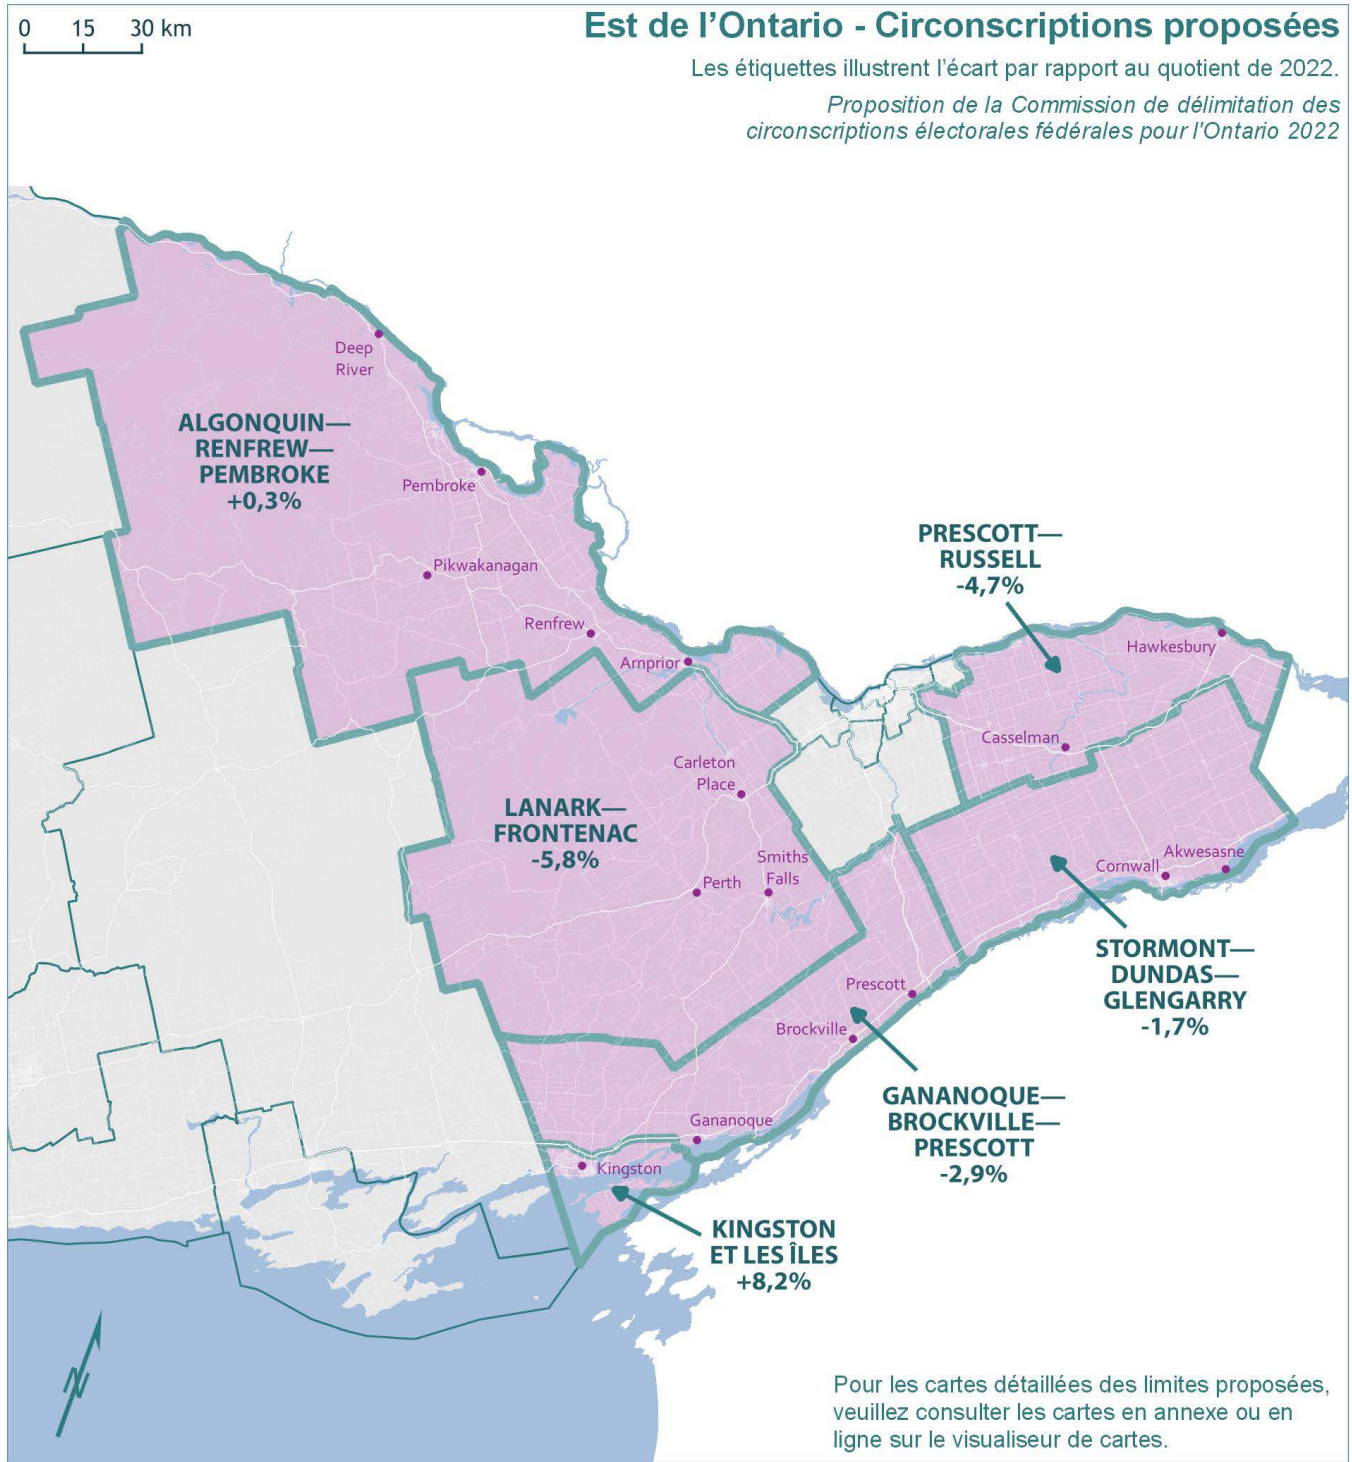 0 15 30 km
Est de l’Ontario - Circonscriptions proposées
Les étiquettes illustrent l’écart par rapport au quotient de 2022.
Proposition de la Commission de délimitation des
circonscriptions électorales fédérales pour l'Ontario 2022
Deep
River
ALGONQUIN—
RENFREW—
PEMBROKE
+0,3%
Pembroke
Pikwakanagan
Renfrew
Arnprior
PRESCOTT—
RUSSELL
-4,7%
Hawkesbury
Casselman
Carleton
Place
LANARK—
FRONTENAC
-5,8%
Smiths
Falls
Perth
Cornwall
Akwesasne
STORMONT—
DUNDAS—
GLENGARRY
-1,7%
Prescott
Brockville
GANANOQUE—
BROCKVILLE—
PRESCOTT
-2,9%
Gananoque
Kingston
KINGSTON
ET LES ÎLES
+8,2%
N
Pour les cartes détaillées des limites proposées,
veuillez consulter les cartes en annexe ou en
ligne sur le visualiseur de cartes.